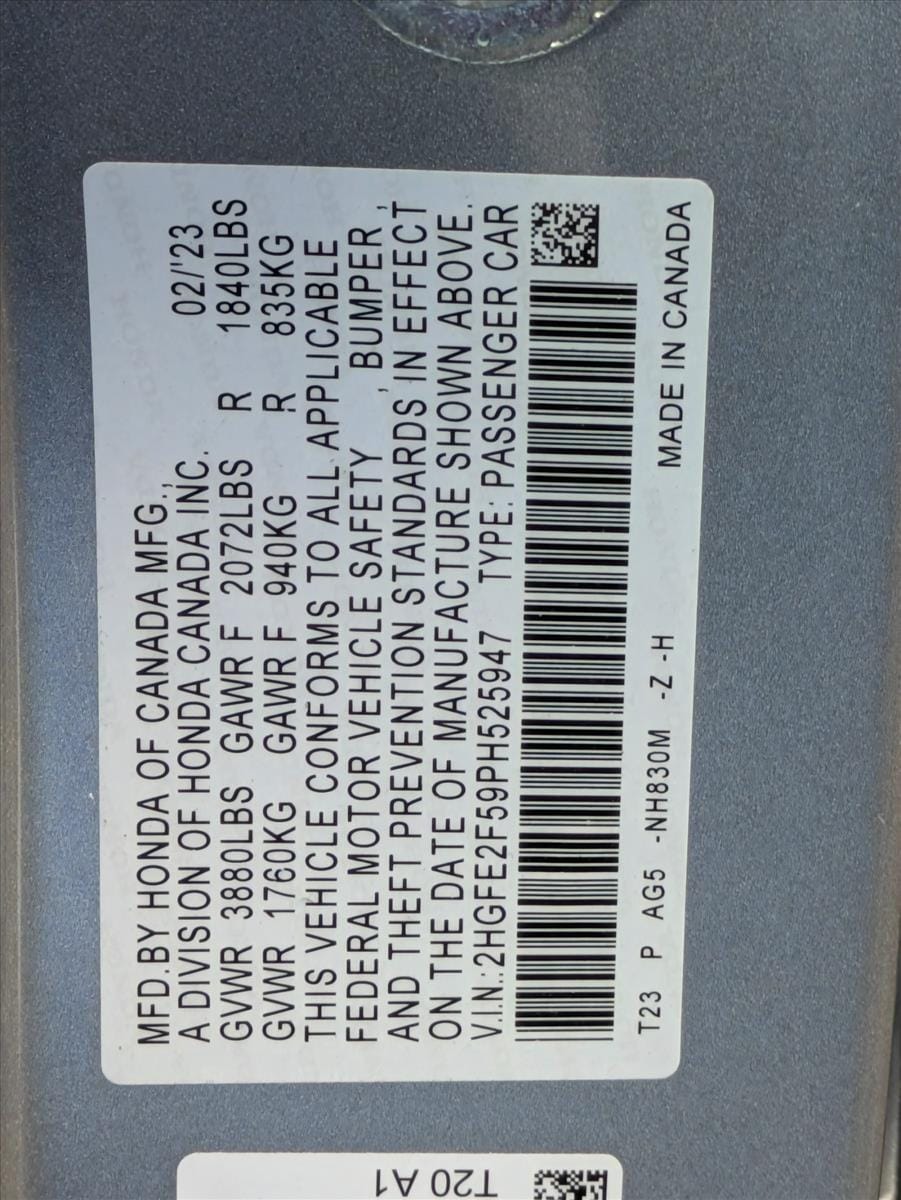 MFD.BY HONDA OF CANADA MFG.,
A DIVISION OF HONDA CANADA INC. 02/'23
GVWR 3880LBS GAWR F 2072LBS R 1840LBS
GVWR 1760KG GAWR F 940KG R 835KG
THIS VEHICLE CONFORMS TO ALL APPLICABLE
FEDERAL MOTOR VEHICLE SAFETY , BUMPER ,
AND THEFT PREVENTION STANDARDS IN EFFECT
ON THE DATE OF MANUFACTURE SHOWN ABOVE.
V.I.N.:2HGFE2F59PH525947 TYPE: PASSENGER CAR
T23 P AG5 -NH830M -Z -H MADE IN CANADA
T20 A1